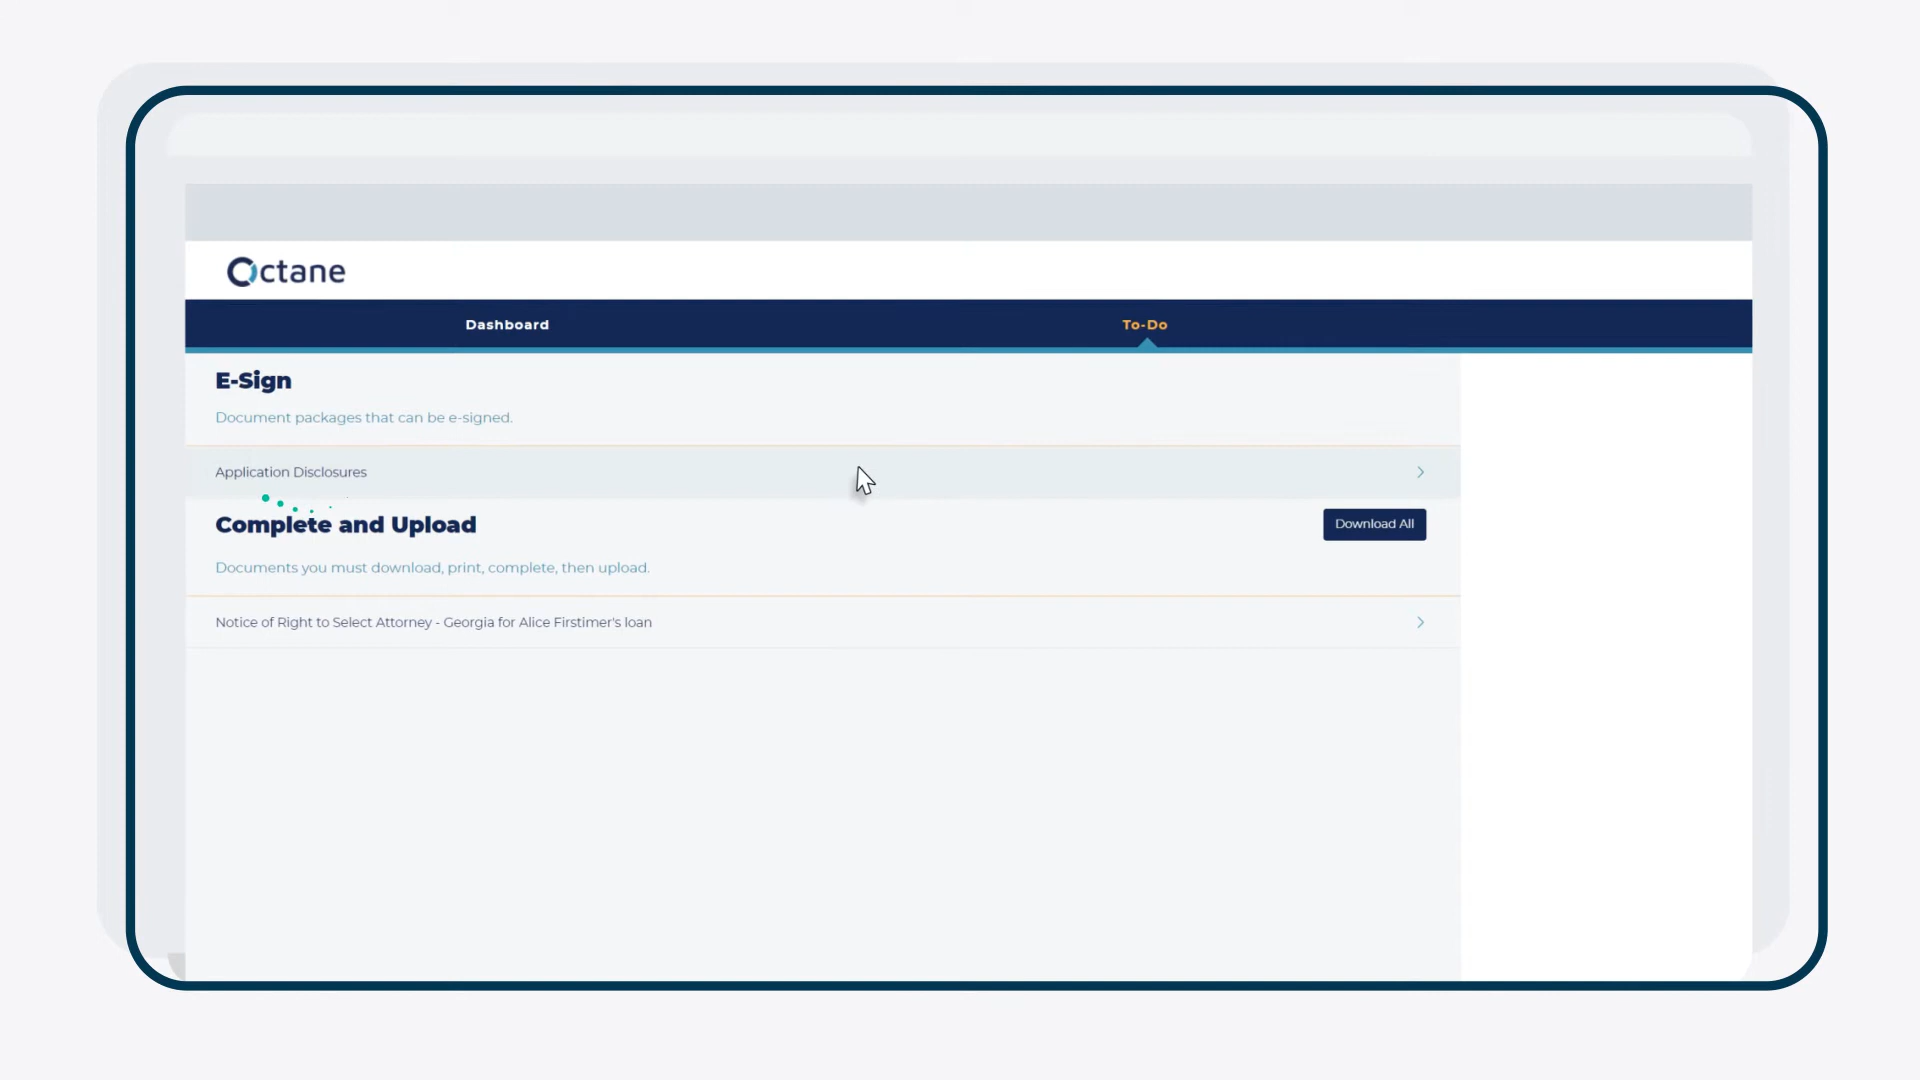 Octane
Dashboard
To-Do
E-Sign
Document packages that can be e-signed.
Application Disclosures
Complete and Upload
Download All
Documents you must download, print, complete, then upload.
Notice of Right to Select Attorney - Georgia for Alice Firstimer's loan